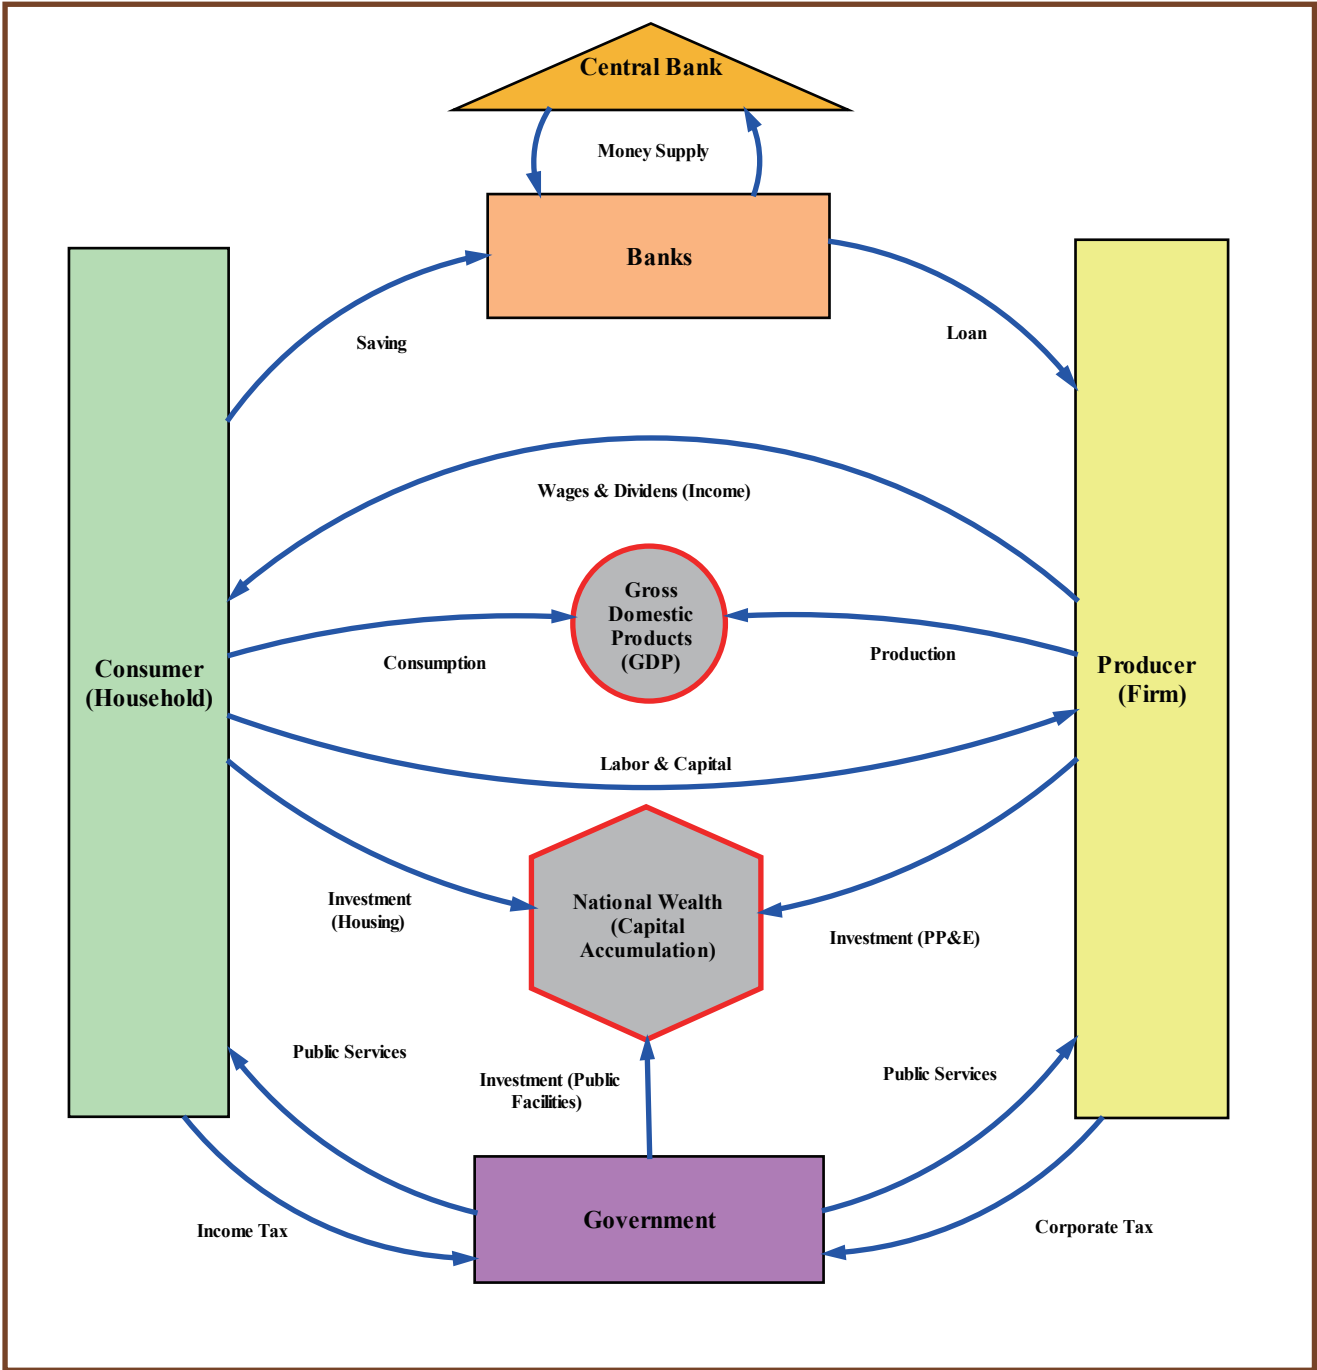 Central Bank
Money Supply
Banks
Saving
Loan
Wages & Dividens (Income)
Gross
Domestic
Products
(GDP)
Consumption
Production
Consumer
(Household)
Producer
(Firm)
Labor & Capital
Investment
(Housing)
National Wealth
(Capital
Accumulation)
Investment (PP&E)
Public Services
Investment (Public
Facilities)
Public Services
Government
Income Tax
Corporate Tax